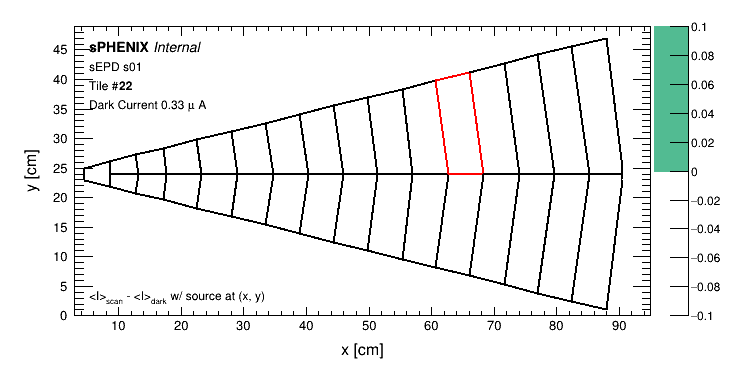 sPHENIX Internal
sEPD s01
Tile #22
Dark Current 0.33 μ A
<I>scan - <I>dark w/ source at (x, y)
y [cm]
45
40
35
30
25
20
15
10
5
0
10 20 30 40 50 60 70 80 90
x [cm]
0.1
0.08
0.06
0.04
0.02
0
−0.02
−0.04
−0.06
−0.08
−0.1